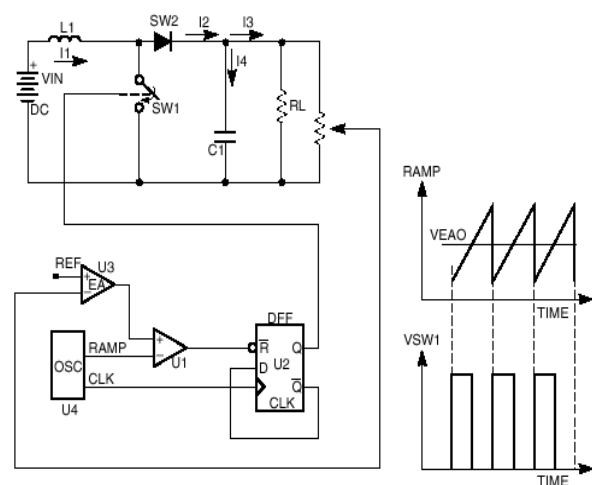 SW2
L1
I2
I3
I1
I4
+
VIN
DC
SW1
RL
C1
RAMP
VEAO
TIME
REF
U3
+
EA
−
DFF
OSC
RAMP
+
−
U1
R
Q
D
U2
Q
CLK
CLK
U4
VSW1
TIME